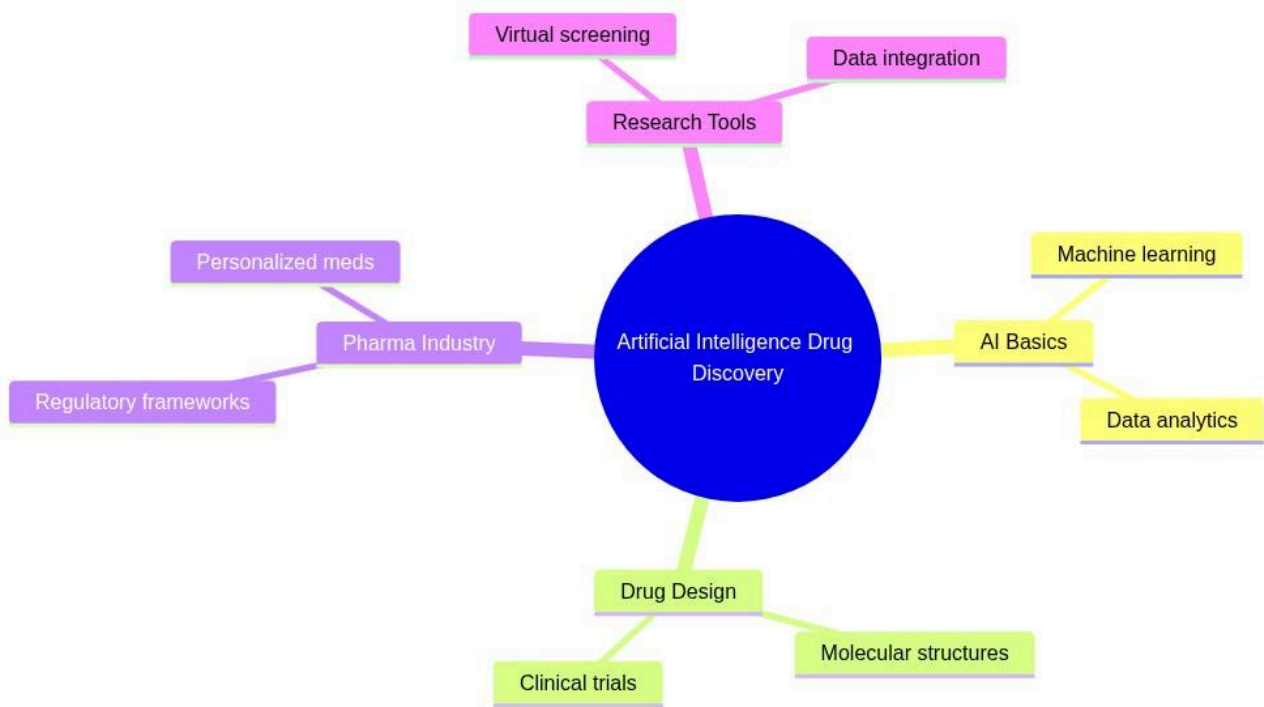 Virtual screening
Data integration
Research Tools
Personalized meds
Machine learning
Pharma Industry
Artificial Intelligence Drug
Discovery
AI Basics
Regulatory frameworks
Data analytics
Drug Design
Molecular structures
Clinical trials